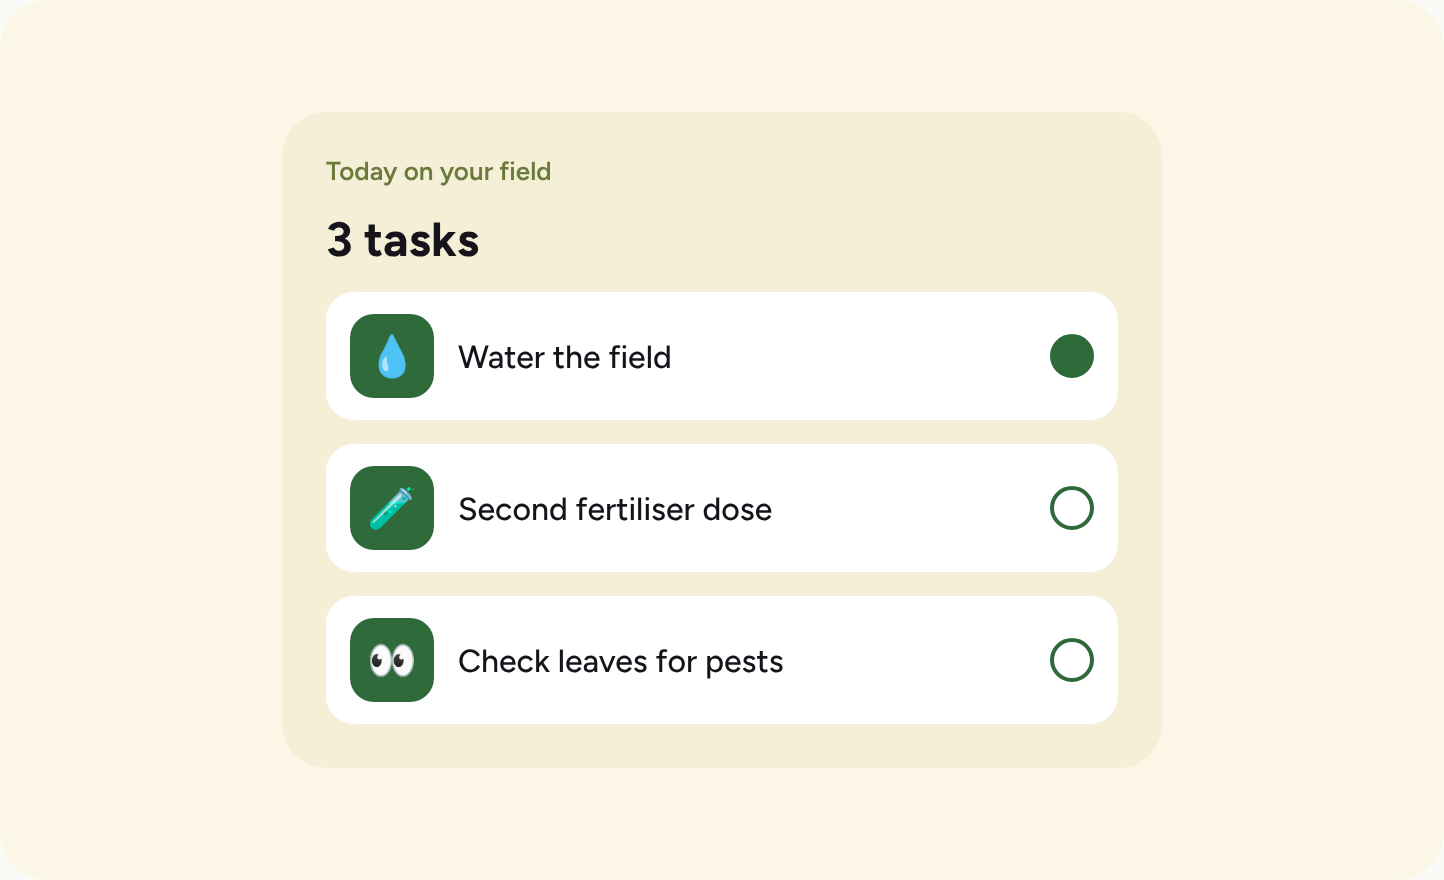 Today on your field
3 tasks
Water the field
Second fertiliser dose
Check leaves for pests